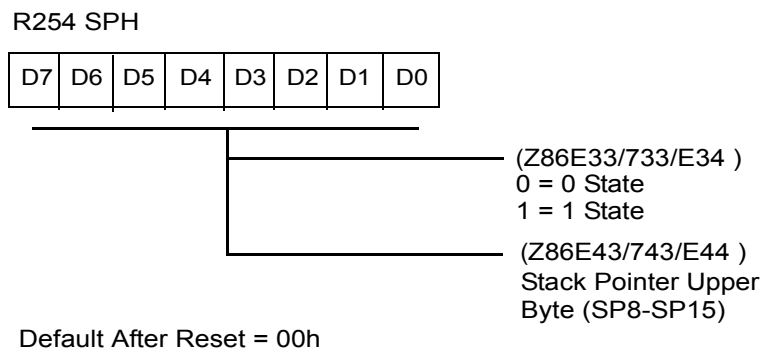 R254 SPH
D7 D6 D5 D4 D3 D2 D1 D0
(Z86E33/733/E34 )
0 = 0 State
1 = 1 State
(Z86E43/743/E44 )
Stack Pointer Upper
Byte (SP8-SP15)
Default After Reset = 00h